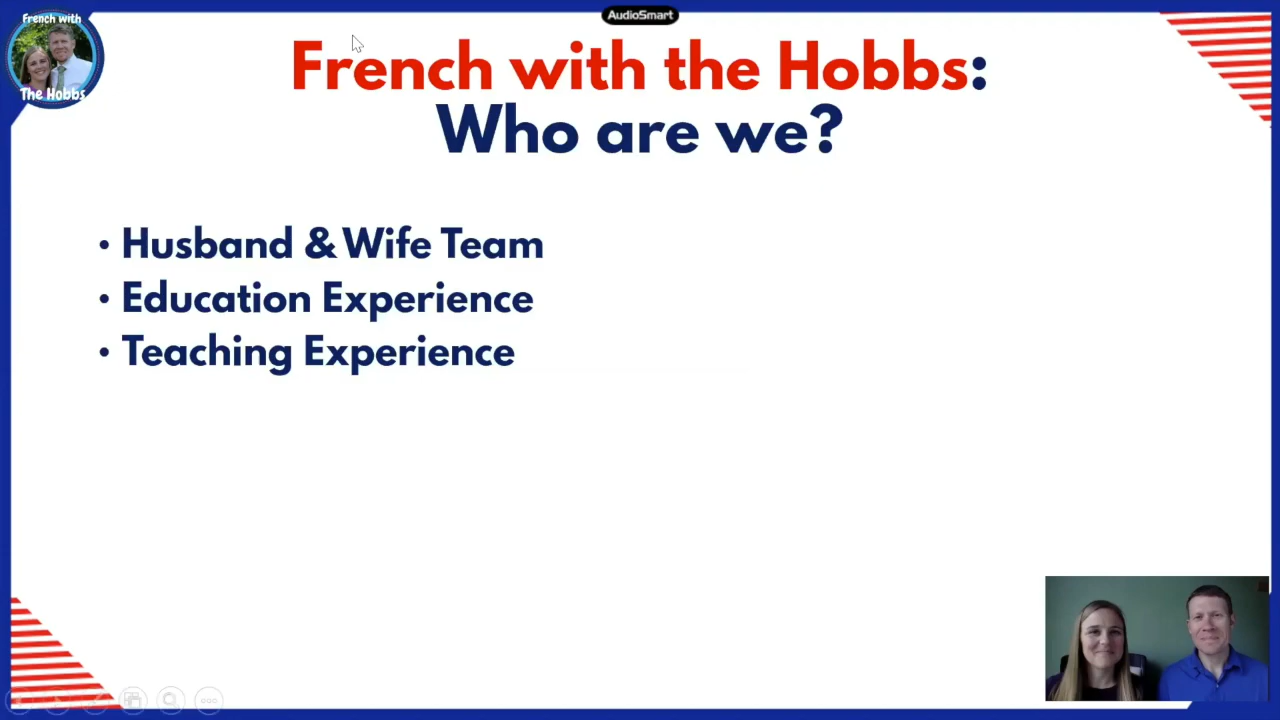 French with
The Hobbs
AudioSmart
French with the Hobbs:
Who are we?
• Husband & Wife Team
• Education Experience
• Teaching Experience